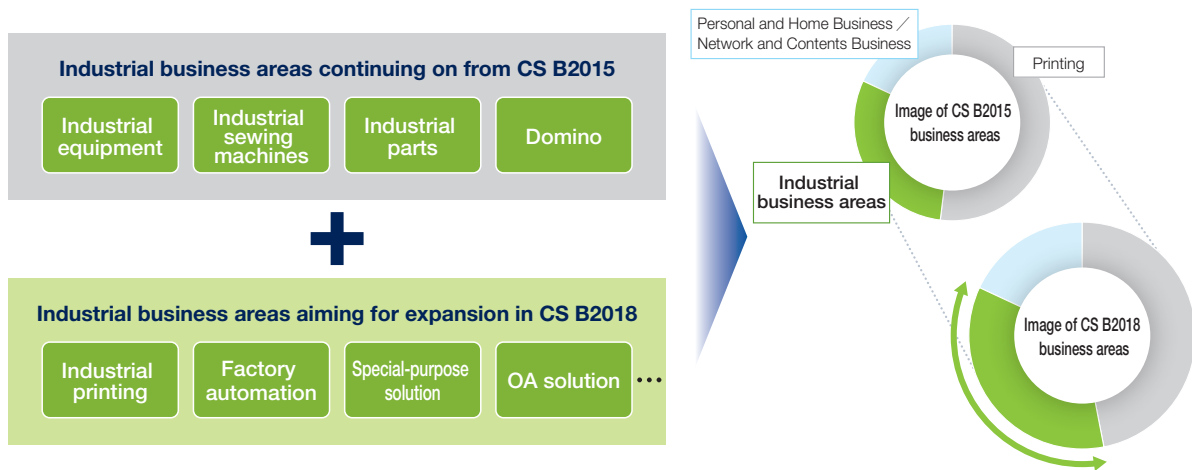 Industrial business areas continuing on from CS B2015
Industrial
equipment
Industrial
sewing
machines
Industrial
parts
Domino
+
Industrial business areas aiming for expansion in CS B2018
Industrial
printing
Factory
automation
Special-purpose
solution
OA solution
…
Personal and Home Business ／
Network and Contents Business
Printing
Image of CS B2015
business areas
Industrial
business areas
Image of CS B2018
business areas